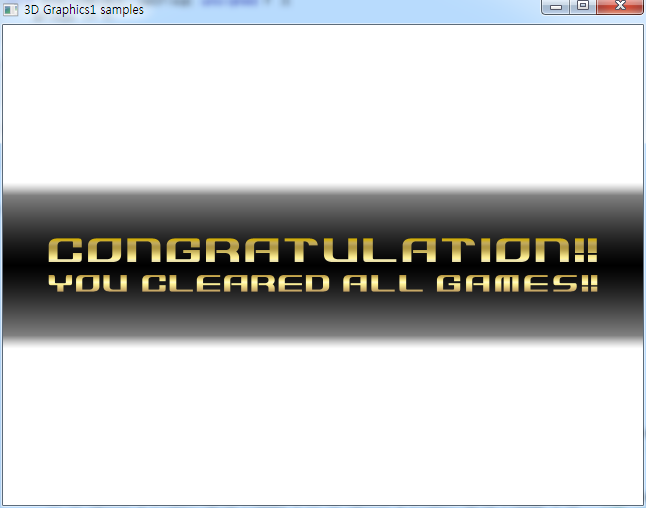 3D Graphics1 samples
CONGRATULATION!!
YOU CLEARED ALL GAMES!!